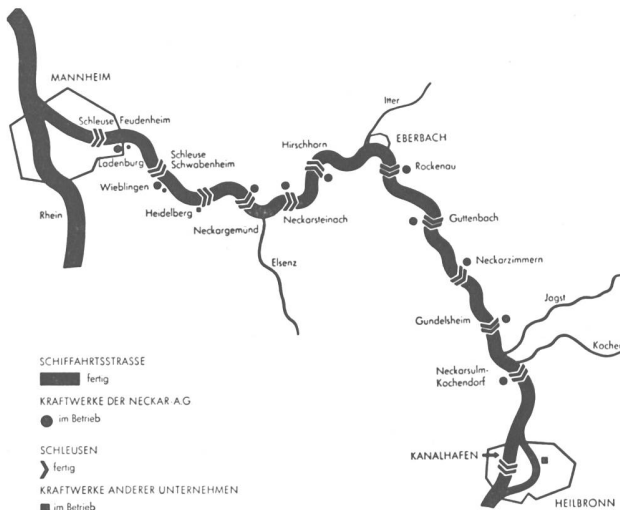 MANNHEIM
Schleuse Feudenheim
Ladenburg
Schleuse
Schwabenheim
Wieblingen
Heidelberg
Rhein
Neckargemünd
Elsenz
Neckarsteinach
Hirschhorn
Itter
EBERBACH
Rockenau
Guttenbach
Neckarzimmern
Gundelsheim
Jagst
Kocher
Neckarsulm-
Kochendorf
KANALHAFEN
HEILBRONN
SCHIFFAHRTSSTRASSE
fertig
KRAFTWERKE DER NECKAR-A.G
im Betrieb
SCHLEUSEN
fertig
KRAFTWERKE ANDERER UNTERNEHMEN
im Betrieb